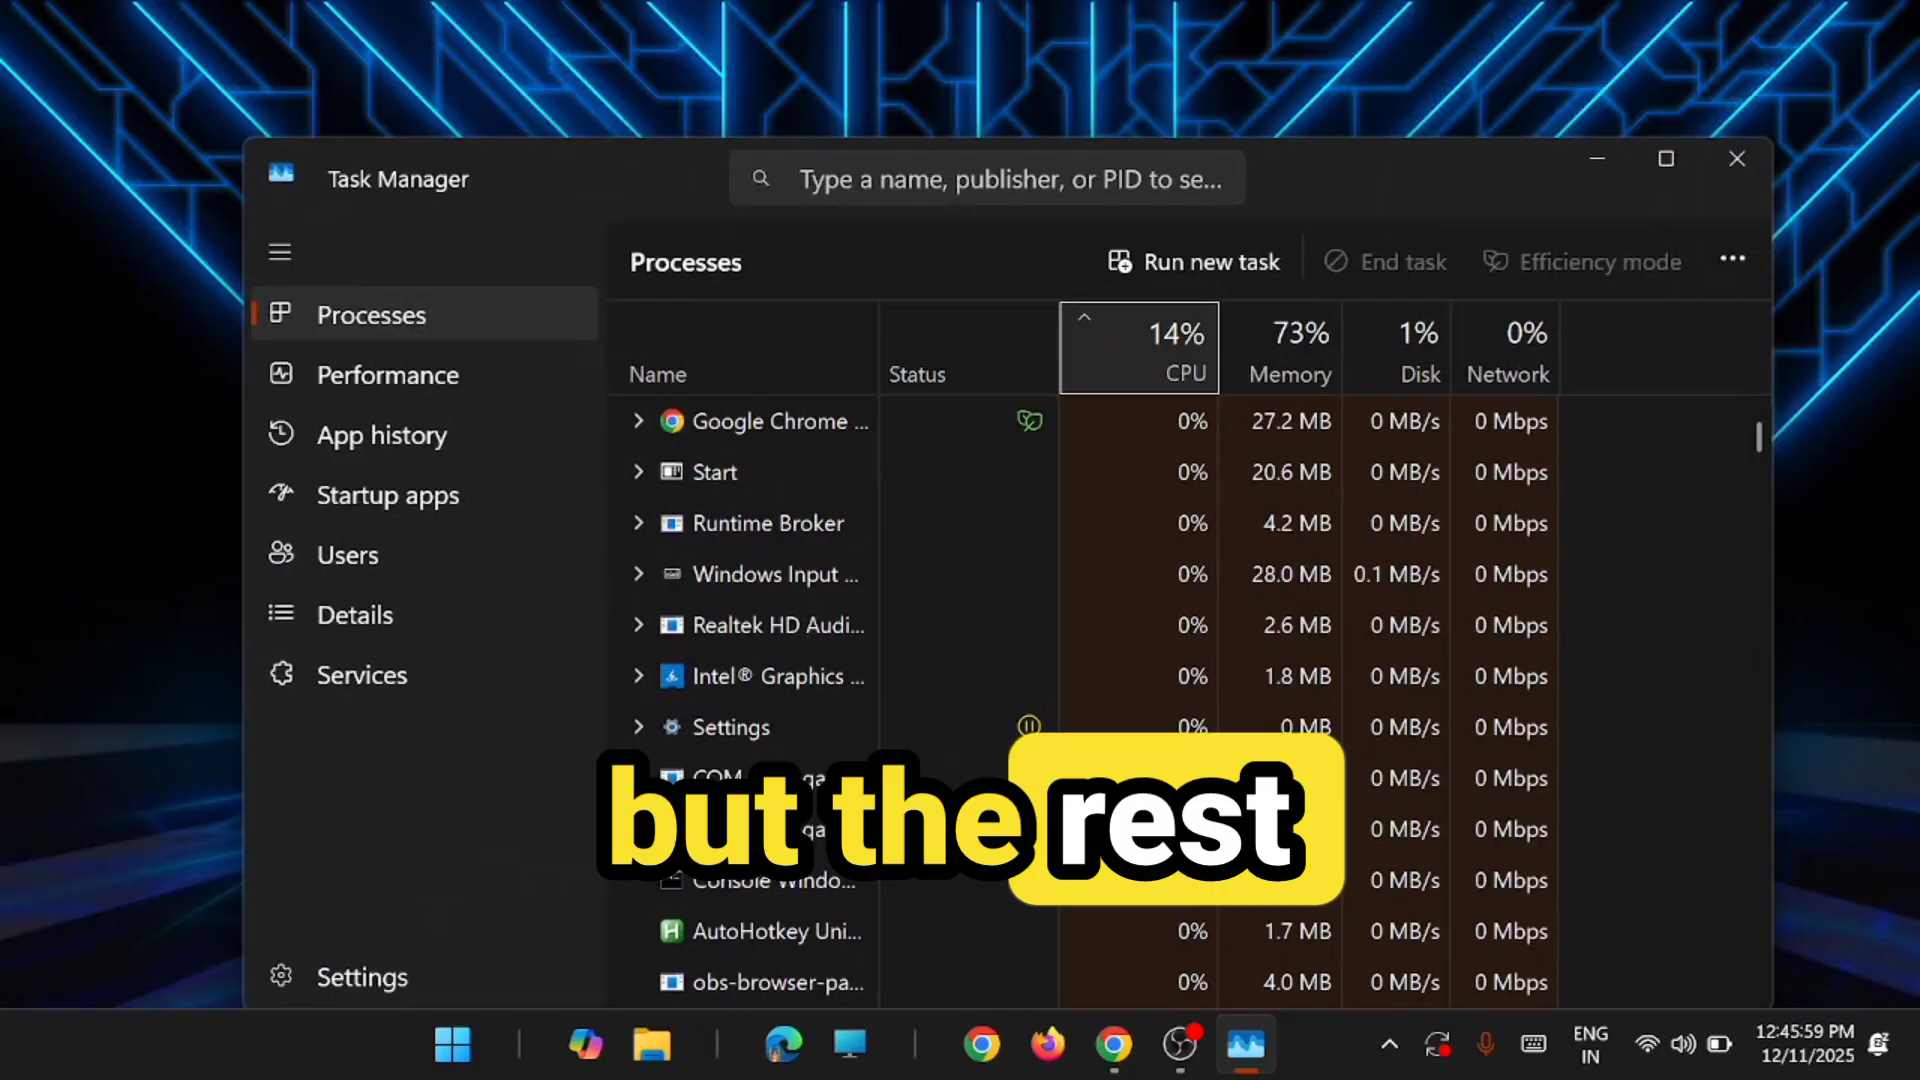 Task Manager
Type a name, publisher, or PID to se...
Processes
Run new task
End task
Efficiency mode
Processes
Performance
App history
Startup apps
Users
Details
Services
Settings
14% 73% 1% 0%
Name Status CPU Memory Disk Network
Google Chrome ... 0% 27.2 MB 0 MB/s 0 Mbps
Start 0% 20.6 MB 0 MB/s 0 Mbps
Runtime Broker 0% 4.2 MB 0 MB/s 0 Mbps
Windows Input ... 0% 28.0 MB 0.1 MB/s 0 Mbps
Realtek HD Audi... 0% 2.6 MB 0 MB/s 0 Mbps
Intel® Graphics ... 0% 1.8 MB 0 MB/s 0 Mbps
Settings 0% 0 MB 0 MB/s 0 Mbps
COM 0 MB/s 0 Mbps
0 MB/s 0 Mbps
Console Windo... 0 MB/s 0 Mbps
AutoHotkey Uni... 0% 1.7 MB 0 MB/s 0 Mbps
obs-browser-pa... 0% 4.0 MB 0 MB/s 0 Mbps
but the rest
ENG
IN
12:45:59 PM
12/11/2025